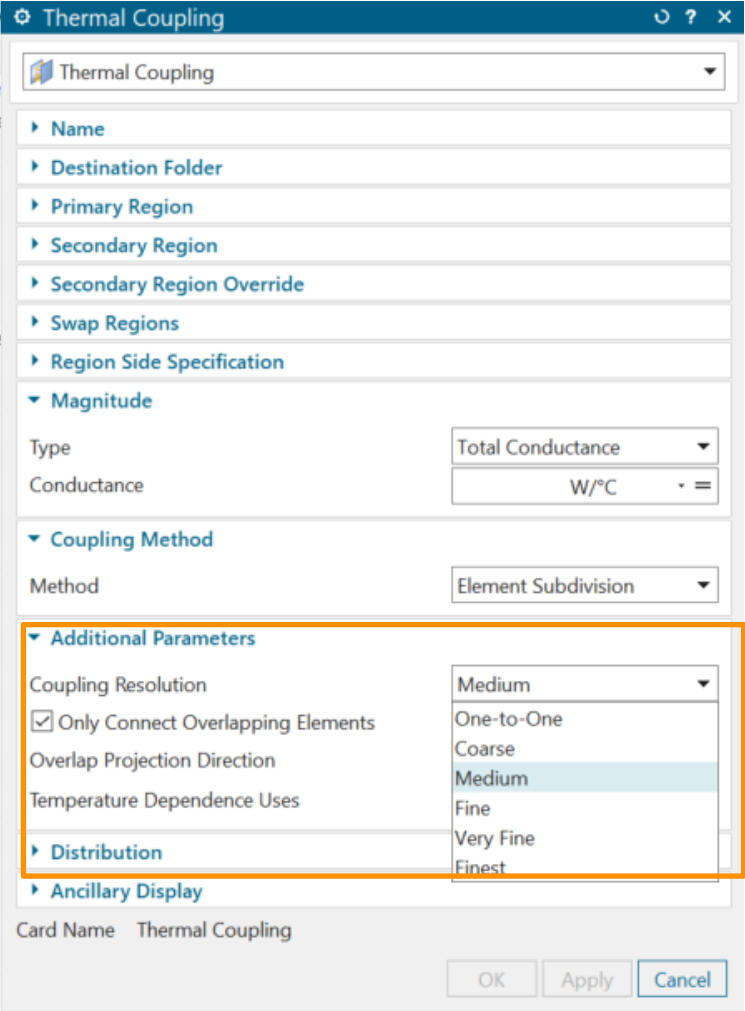 Thermal Coupling
Thermal Coupling
Name
Destination Folder
Primary Region
Secondary Region
Secondary Region Override
Swap Regions
Region Side Specification
Magnitude
Type Total Conductance
Conductance W/°C
Coupling Method
Method Element Subdivision
Additional Parameters
Coupling Resolution Medium
Only Connect Overlapping Elements One-to-One
Coarse
Overlap Projection Direction Medium
Temperature Dependence Uses Fine
Very Fine
Distribution Finest
Ancillary Display
Card Name Thermal Coupling
OK Apply Cancel